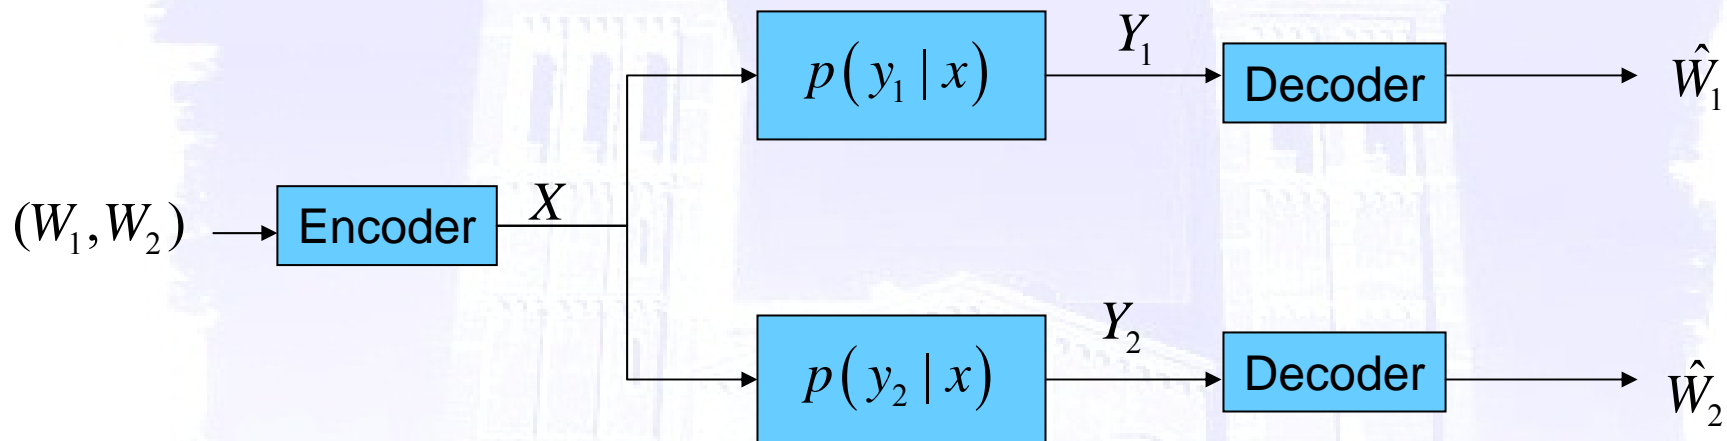 Y₁
p(y₁ | x)
Decoder
Ŵ₁
(W₁,W₂)
Encoder
X
Y₂
p(y₂ | x)
Decoder
Ŵ₂